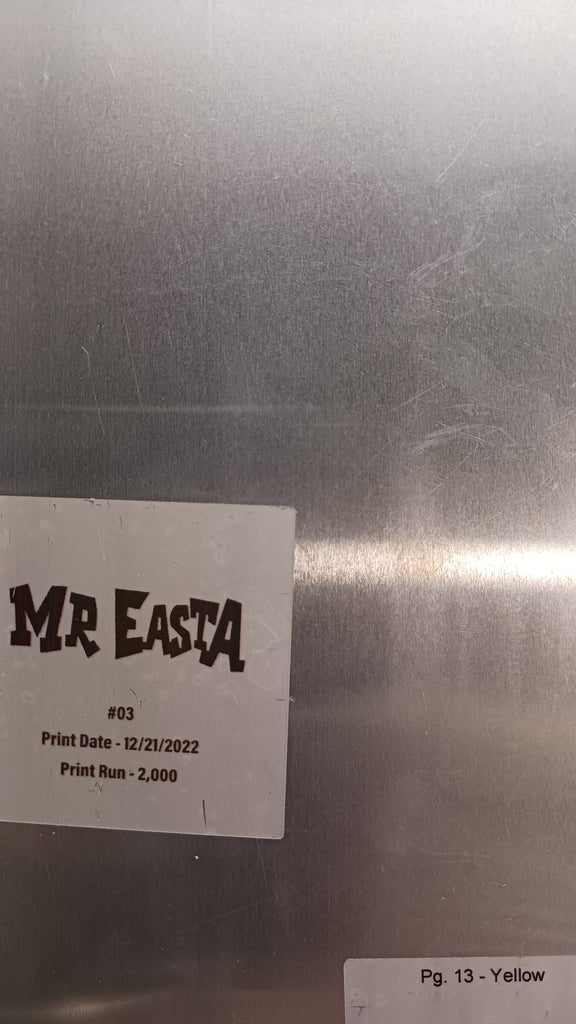 MR EASTA
#03
Print Date - 12/21/2022
Print Run - 2,000
Pg. 13 - Yellow